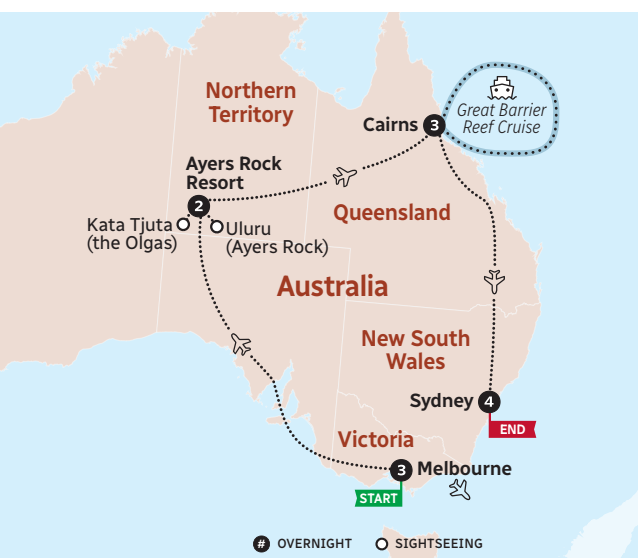 Northern
Territory
Great Barrier
Reef Cruise
Cairns 3
Ayers Rock
Resort
2
Kata Tjuta
(the Olgas)
Uluru
(Ayers Rock)
Queensland
Australia
New South
Wales
Sydney 4
END
Victoria
3 Melbourne
START
# OVERNIGHT
SIGHTSEEING